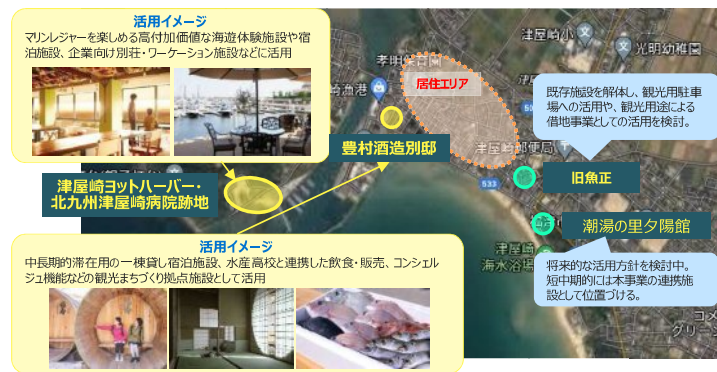 活用イメージ
マリンレジャーを楽しめる高付加価値な海遊体験施設や宿
泊施設、企業向け別荘・ワーケーション施設などに活用
津屋崎小
光明幼稚園
居住エリア
崎漁港
既存施設を解体し、観光用駐車
場への活用や、観光用途による
借地事業としての活用を検討。
豊村酒造別邸
津屋崎郵便局
533
旧魚正
津屋崎ヨットハーバー・
北九州津屋崎病院跡地
潮湯の里夕陽館
津屋崎
海水浴場
活用イメージ
中長期的滞在用の一棟貸し宿泊施設、水産高校と連携した飲食・販売、コンシェル
ジュ機能などの観光まちづくり拠点施設として活用
将来的な活用方針を検討中。
短中期的には本事業の連携施
設として位置づける。
コメ
グリー